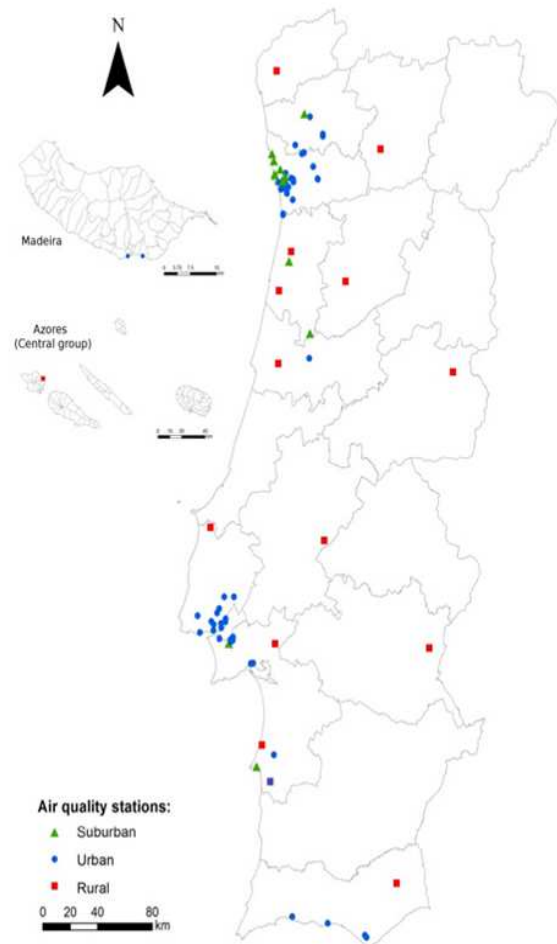 N
Madeira
Azores
(Central group)
Air quality stations:
Suburban
Urban
Rural
0 20 40 80
km